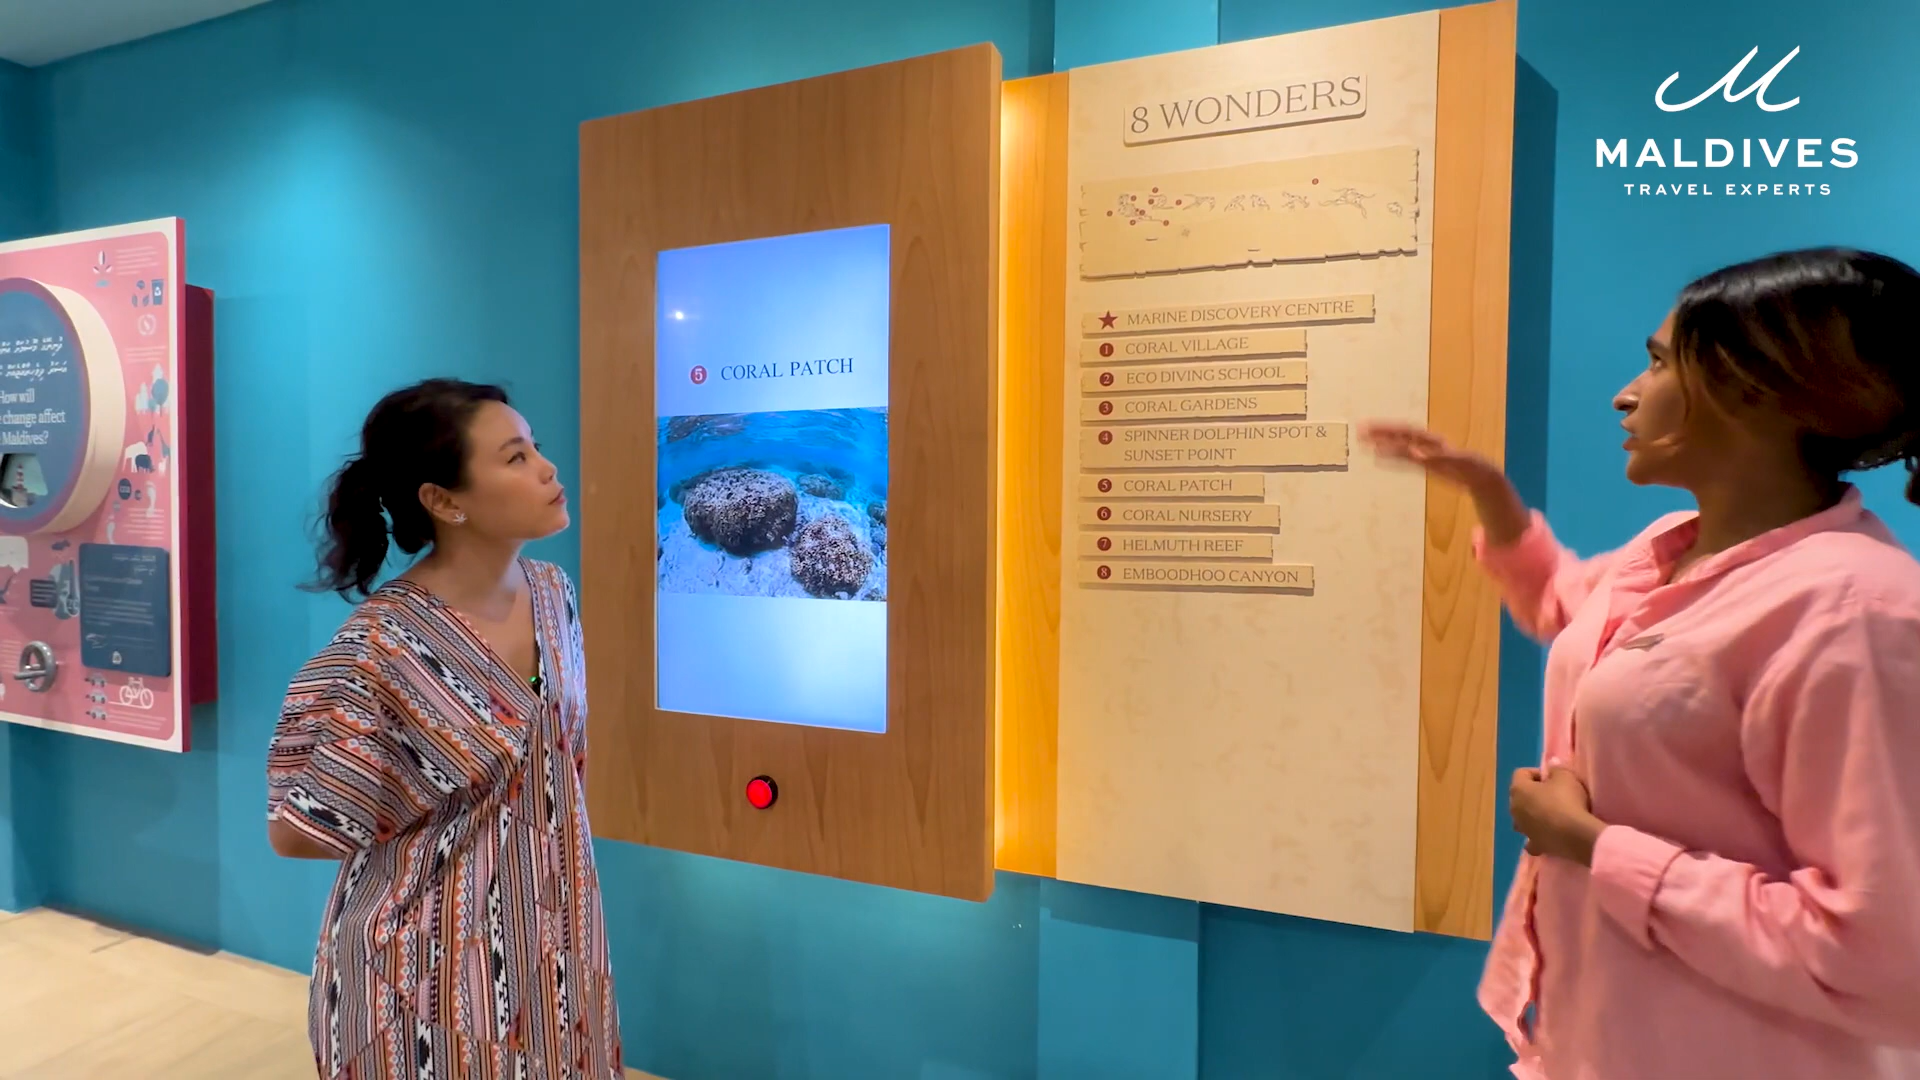 MALDIVES
TRAVEL EXPERTS
8 WONDERS
MARINE DISCOVERY CENTRE
1 CORAL VILLAGE
2 ECO DIVING SCHOOL
3 CORAL GARDENS
4 SPINNER DOLPHIN SPOT &
SUNSET POINT
5 CORAL PATCH
6 CORAL NURSERY
7 HELMUTH REEF
8 EMBOODHOO CANYON
5 CORAL PATCH
How will
change affect
Maldives?